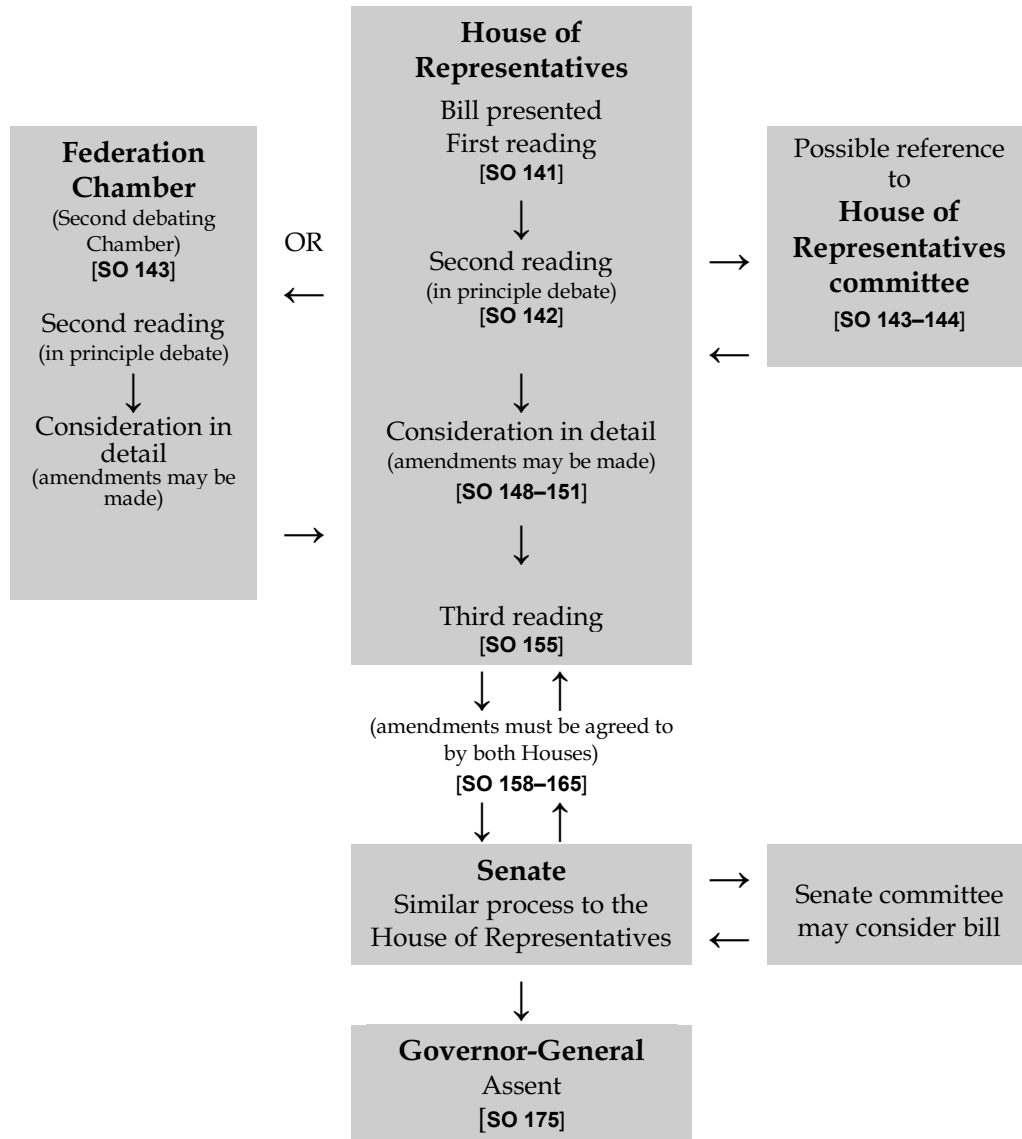 House of
Representatives
Bill presented
First reading
[SO 141]
↓
Second reading
(in principle debate)
[SO 142]
↓
Consideration in detail
(amendments may be made)
[SO 148–151]
↓
Third reading
[SO 155]
Federation
Chamber
(Second debating
Chamber)
[SO 143]
Second reading
(in principle debate)
↓
Consideration in
detail
(amendments may be
made)
OR
←
→
→
←
Possible reference
to
House of
Representatives
committee
[SO 143–144]
↓ ↑
(amendments must be agreed to
by both Houses)
[SO 158–165]
↓ ↑
Senate
Similar process to the
House of Representatives
→
←
Senate committee
may consider bill
↓
Governor-General
Assent
[SO 175]